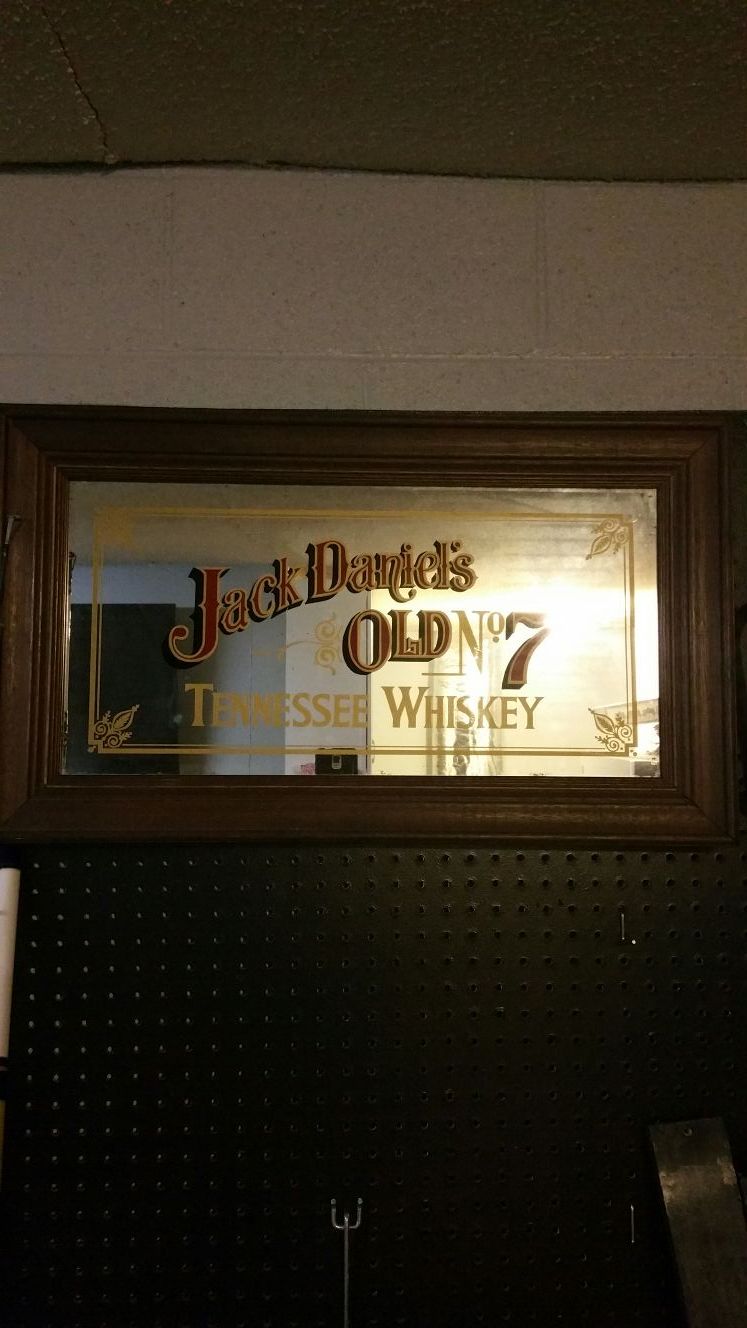 Jack Daniel's
OLD Nº 7
TENNESSEE WHISKEY